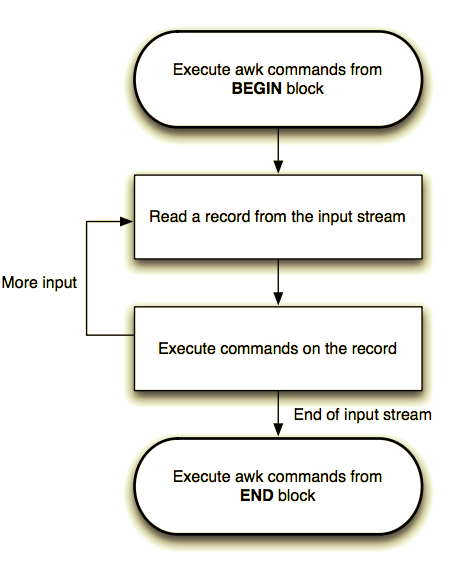 Execute awk commands from
BEGIN block
Read a record from the input stream
More input
Execute commands on the record
End of input stream
Execute awk commands from
END block